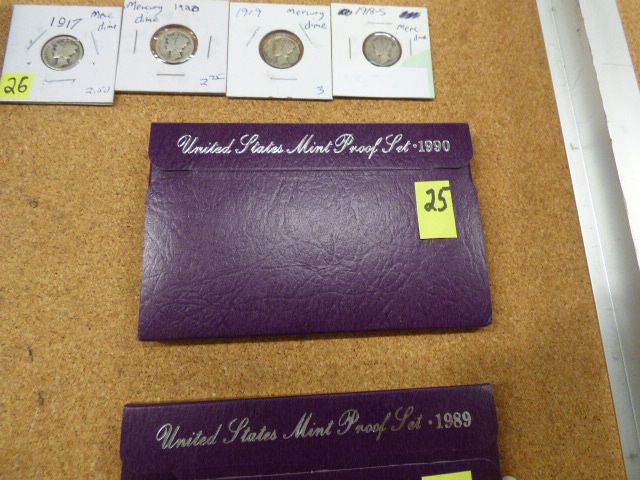 1917 Merc dime
26
2.50
Mercury 1920
dime
2.75
1919 Mercury
dime
3
1918-S
Merc
dime
United States Mint Proof Set • 1990
25
United States Mint Proof Set • 1989